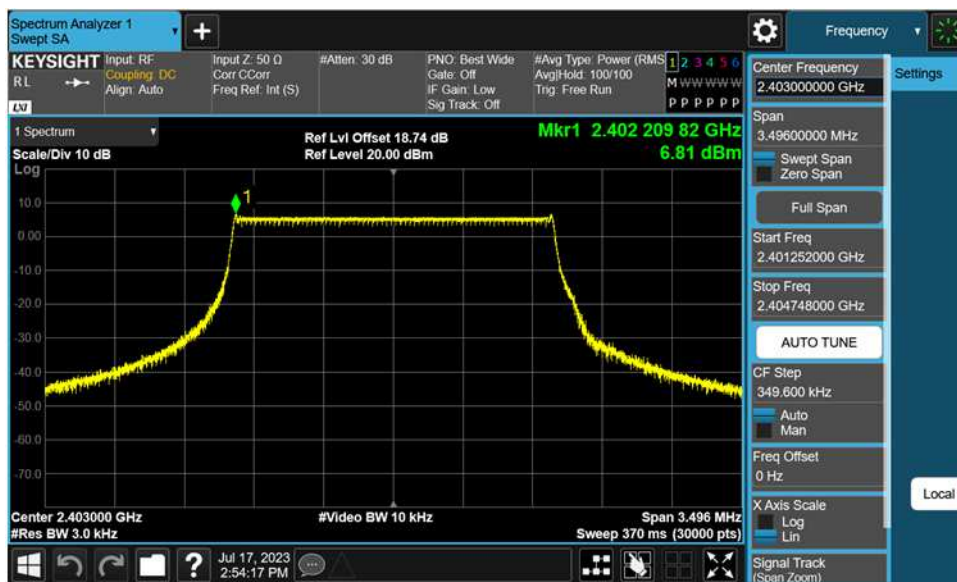 Spectrum Analyzer 1
Swept SA
+
Frequency
KEYSIGHT
RL
LXI
Input: RF
Coupling: DC
Align: Auto
Input Z: 50 Ω
Corr CCorr
Freq Ref: Int (S)
#Atten: 30 dB
PNO: Best Wide
Gate: Off
IF Gain: Low
Sig Track: Off
#Avg Type: Power (RMS
Avg|Hold: 100/100
Trig: Free Run
1 2 3 4 5 6
M W W W W W
P P P P P P
1 Spectrum
Scale/Div 10 dB
Ref Lvl Offset 18.74 dB
Ref Level 20.00 dBm
Mkr1 2.402 209 82 GHz
6.81 dBm
Log
1
10.0
0.00
-10.0
-20.0
-30.0
-40.0
-50.0
-60.0
-70.0
Center 2.403000 GHz
#Res BW 3.0 kHz
#Video BW 10 kHz
Span 3.496 MHz
Sweep 370 ms (30000 pts)
?
Jul 17, 2023
2:54:17 PM
Center Frequency
2.403000000 GHz
Span
3.49600000 MHz
Swept Span
Zero Span
Full Span
Start Freq
2.401252000 GHz
Stop Freq
2.404748000 GHz
AUTO TUNE
CF Step
349.600 kHz
Auto
Man
Freq Offset
0 Hz
X Axis Scale
Log
Lin
Signal Track
(Span Zoom)
Settings
Local